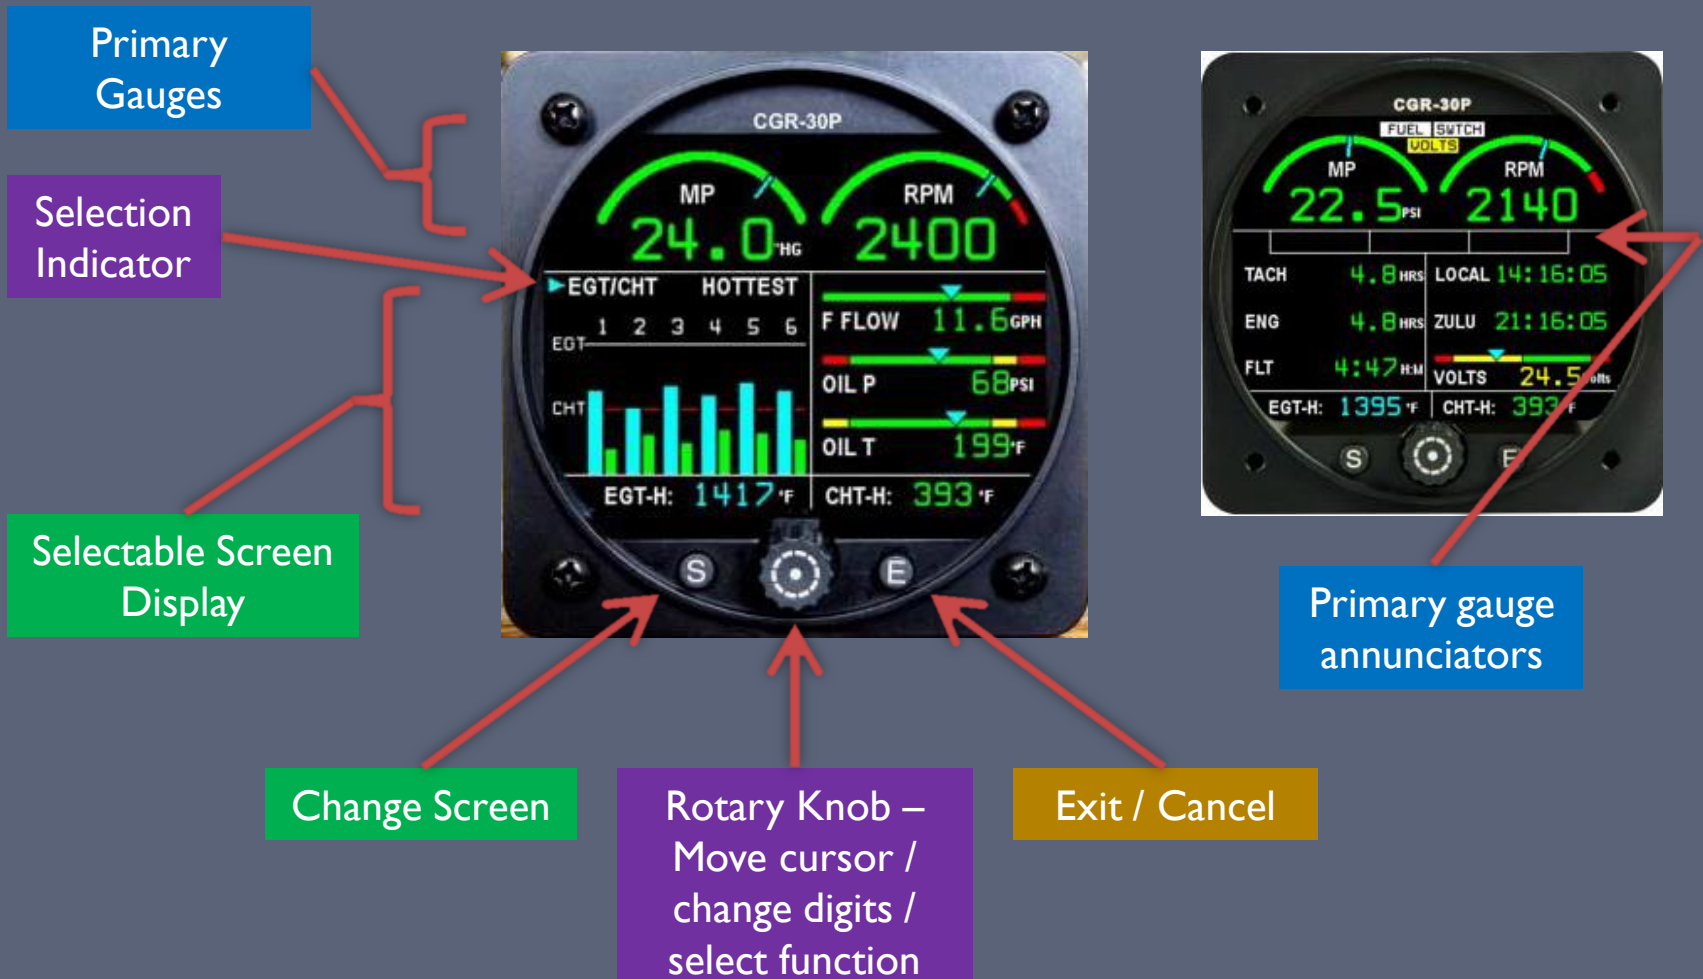 Primary
Gauges
Selection
Indicator
Selectable Screen
Display
CGR-30P
MP
24.0 "HG
RPM
2400
EGT/CHT HOTTEST
1 2 3 4 5 6
EGT
CHT
F FLOW 11.6 GPH
OIL P 68 PSI
OIL T 199 °F
EGT-H: 1417 °F
CHT-H: 393 °F
S
E
CGR-30P
FUEL SWTCH
VOLTS
MP
22.5 PSI
RPM
2140
TACH 4.8 HRS
LOCAL 14:16:05
ENG 4.8 HRS
ZULU 21:16:05
FLT 4:47 H:M
VOLTS 24.5
EGT-H: 1395 °F
CHT-H: 393 F
S
E
Primary gauge
annunciators
Change Screen
Rotary Knob –
Move cursor /
change digits /
select function
Exit / Cancel